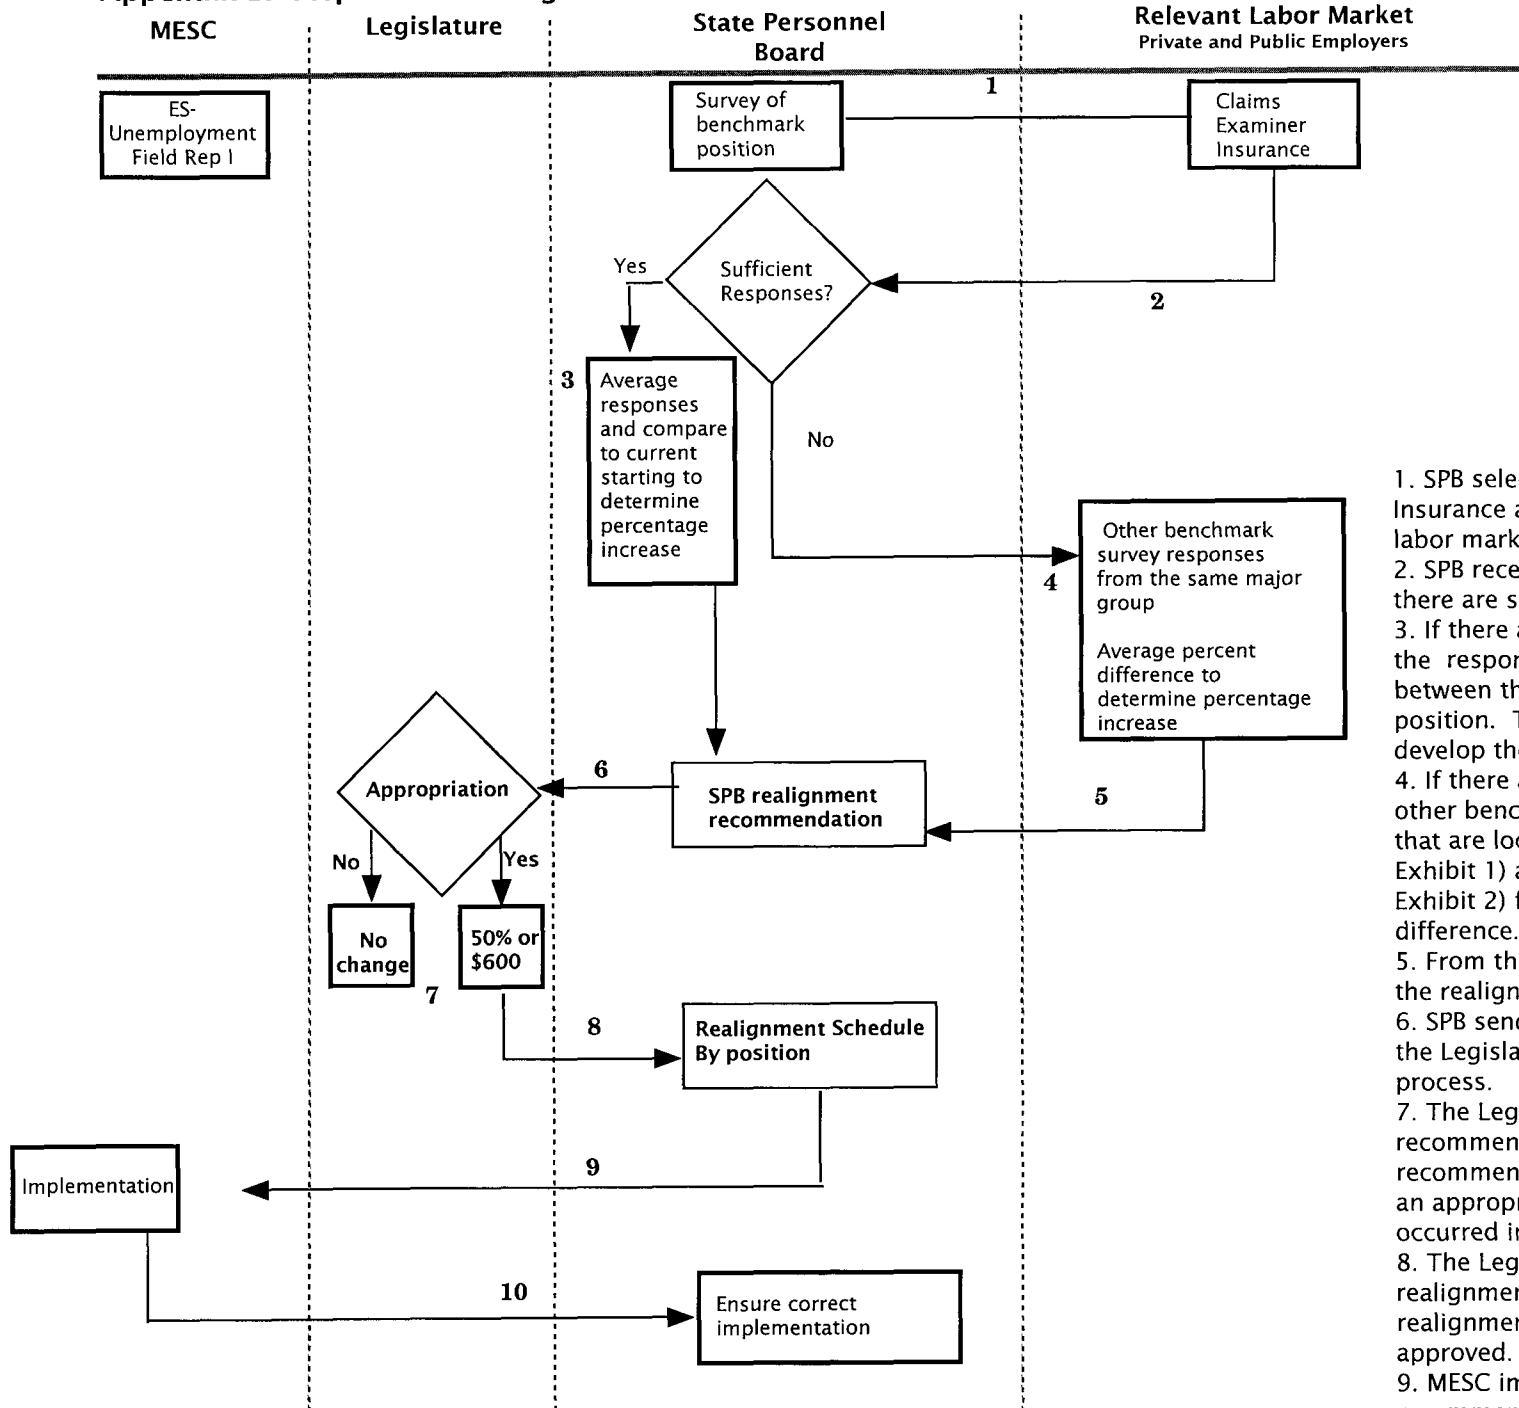 MESC
Legislature
State Personnel
Board
Relevant Labor Market
Private and Public Employers
ES-
Unemployment
Field Rep I
Survey of
benchmark
position
1
Claims
Examiner
Insurance
Yes
Sufficient
Responses?
2
3
Average
responses
and compare
to current
starting to
determine
percentage
increase
No
4
Other benchmark
survey responses
from the same major
group
Average percent
difference to
determine percentage
increase
Appropriation
6
SPB realignment
recommendation
5
No
Yes
No
change
50% or
$600
7
8
Realignment Schedule
By position
9
Implementation
10
Ensure correct
implementation
1. SPB sele
Insurance a
labor mark
2. SPB rece
there are s
3. If there a
the respon
between th
position. T
develop the
4. If there a
other benc
that are loc
Exhibit 1) a
Exhibit 2) f
difference.
5. From th
the realign
6. SPB send
the Legisla
process.
7. The Leg
recommen
recommen
an appropr
occurred in
8. The Leg
realignmen
realignmen
approved.
9. MESC im